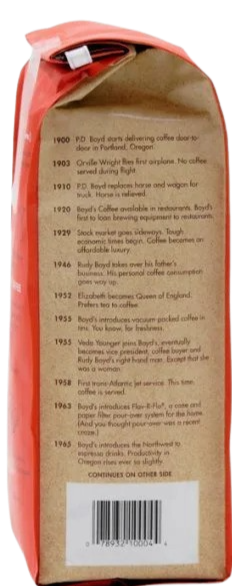 1900 P.D. Boyd starts delivering coffee door-to-
door in Portland, Oregon.
1903 Orville Wright flies first airplane. No coffee
served during flight.
1910 P.D. Boyd replaces horse and wagon for
truck. Horse is relieved.
1920 Boyd's Coffee available in restaurants. Boyd's
first to loan brewing equipment to restaurants.
1929 Stock market goes sideways. Tough
economic times begin. Coffee becomes an
affordable luxury.
1946 Rudy Boyd takes over his father's
business. His personal coffee consumption
goes way up.
1952 Elizabeth becomes Queen of England.
Prefers tea to coffee.
1955 Boyd's introduces vacuum-packed coffee in
tins. You know, for freshness.
1955 Veda Younger joins Boyd's, eventually
becomes vice president, coffee buyer and
Rudy Boyd's right hand man. Except that she
was a woman.
1958 First trans-Atlantic jet service. This time,
coffee is served.
1963 Boyd's introduces Flav-R-Flo®, a cone and
paper filter pour-over system for the home.
(And you thought pour-over was a recent
craze.)
1965 Boyd's introduces the Northwest to
espresso drinks. Productivity in
Oregon rises ever so slightly.
CONTINUES ON OTHER SIDE
0 78932 10004 4